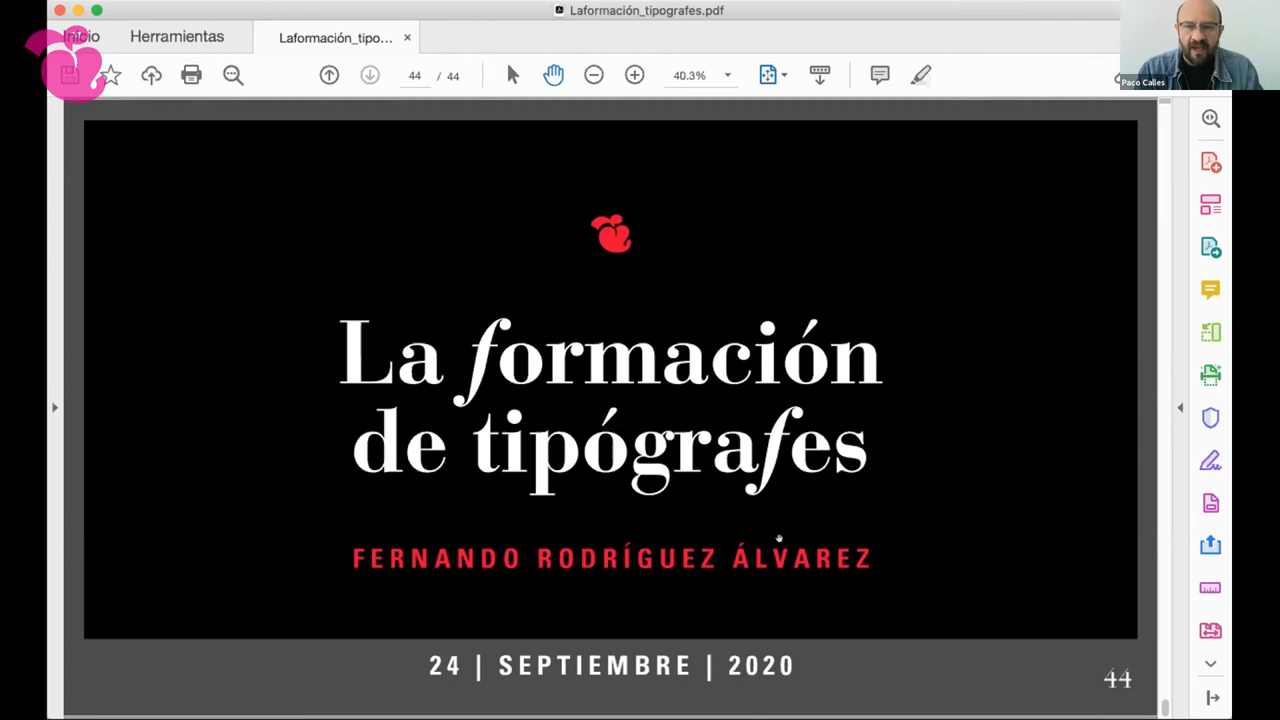 Laformación_tipografes.pdf
Inicio
Herramientas
Laformación_tipo...
44 / 44
40.3%
Paco Calles
La formación
de tipógrafes
FERNANDO RODRÍGUEZ ÁLVAREZ
24 | SEPTIEMBRE | 2020
44